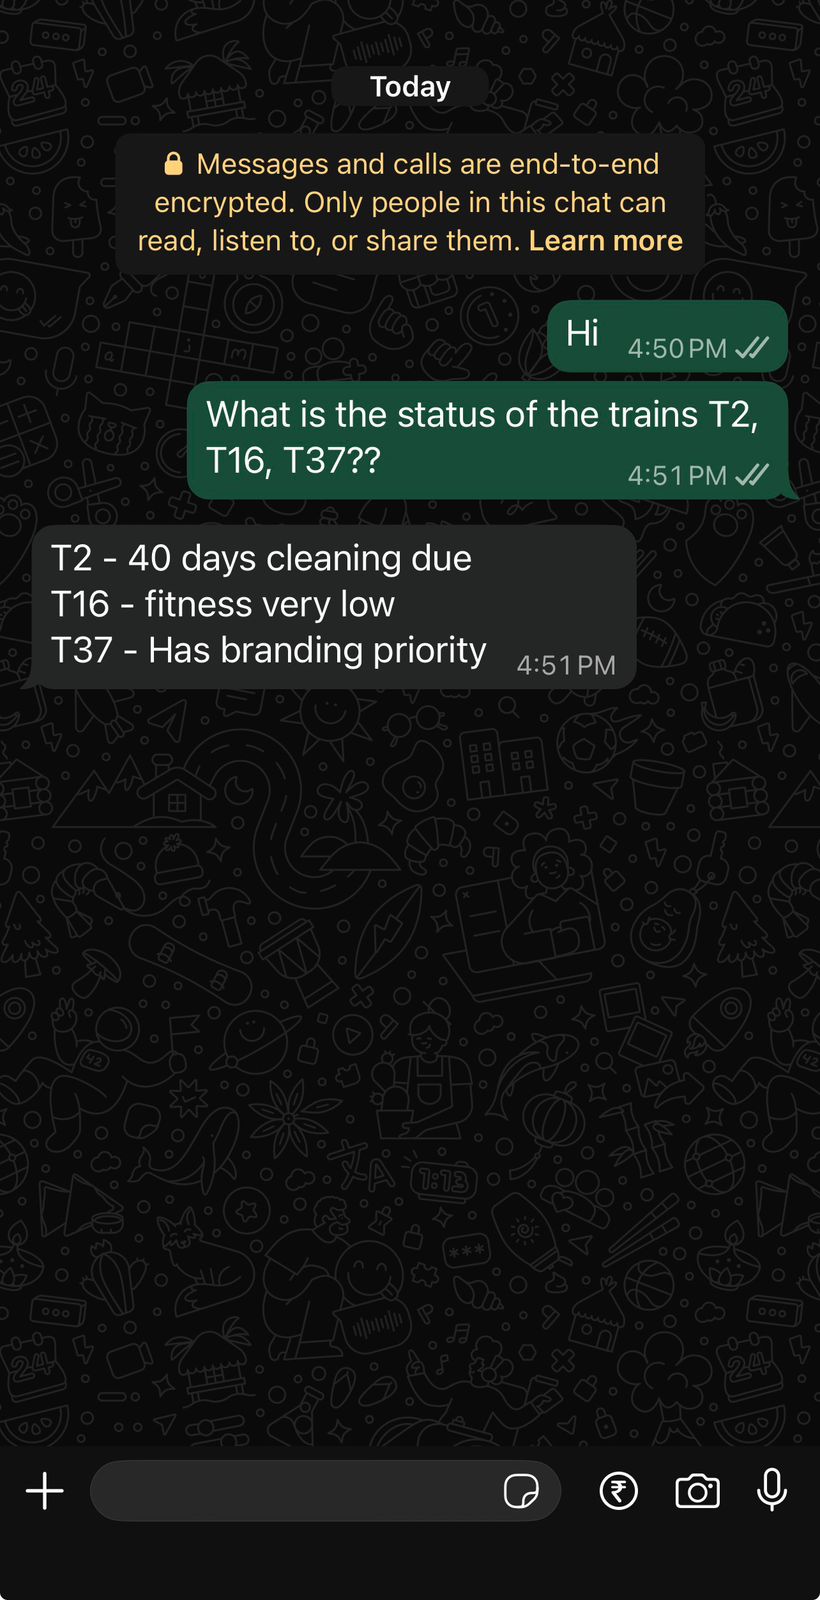 Today
Messages and calls are end-to-end
encrypted. Only people in this chat can
read, listen to, or share them. Learn more
Hi 4:50 PM
What is the status of the trains T2,
T16, T37??
4:51 PM
T2 - 40 days cleaning due
T16 - fitness very low
T37 - Has branding priority 4:51 PM